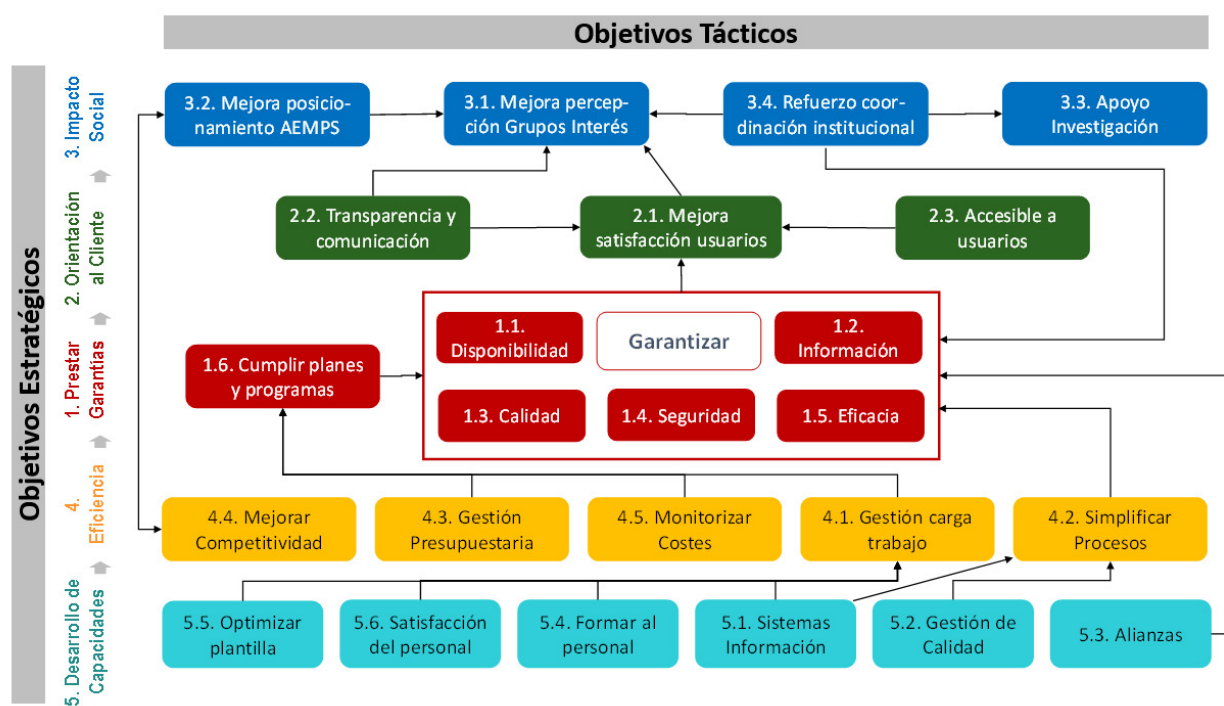 Objetivos Tácticos
Objetivos Estratégicos
3. Impacto
Social
3.2. Mejora posicio-
namiento AEMPS
3.1. Mejora percep-
ción Grupos Interés
3.4. Refuerzo coor-
dinación institucional
3.3. Apoyo
Investigación
2. Orientación
al Cliente
2.2. Transparencia y
comunicación
2.1. Mejora
satisfacción usuarios
2.3. Accesible a
usuarios
1. Prestar
Garantias
1.6. Cumplir planes
y programas
1.1.
Disponibilidad
Garantizar
1.2.
Información
1.3. Calidad
1.4. Seguridad
1.5. Eficacia
4.
Eficiencia
4.4. Mejorar
Competitividad
4.3. Gestión
Presupuestaria
4.5. Monitorizar
Costes
4.1. Gestión carga
trabajo
4.2. Simplificar
Procesos
5. Desarrollo de
Capacidades
5.5. Optimizar
plantilla
5.6. Satisfacción
del personal
5.4. Formar al
personal
5.1. Sistemas
Información
5.2. Gestión de
Calidad
5.3. Alianzas